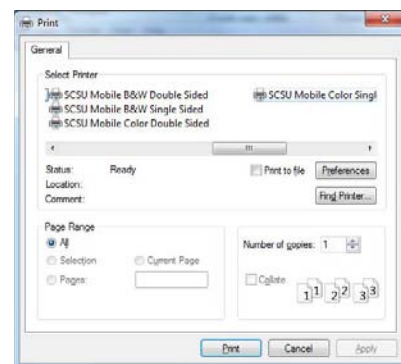 Print
General
Select Printer
SCSU Mobile B&W Double Sided
SCSU Mobile Color Singl
SCSU Mobile B&W Single Sided
SCSU Mobile Color Double Sided
Status: Ready
Print to file
Preferences
Location:
Comment:
Find Printer...
Page Range
All
Selection
Current Page
Pages:
Number of copies: 1
Collate
1 1 2 2 3 3
Print
Cancel
Apply